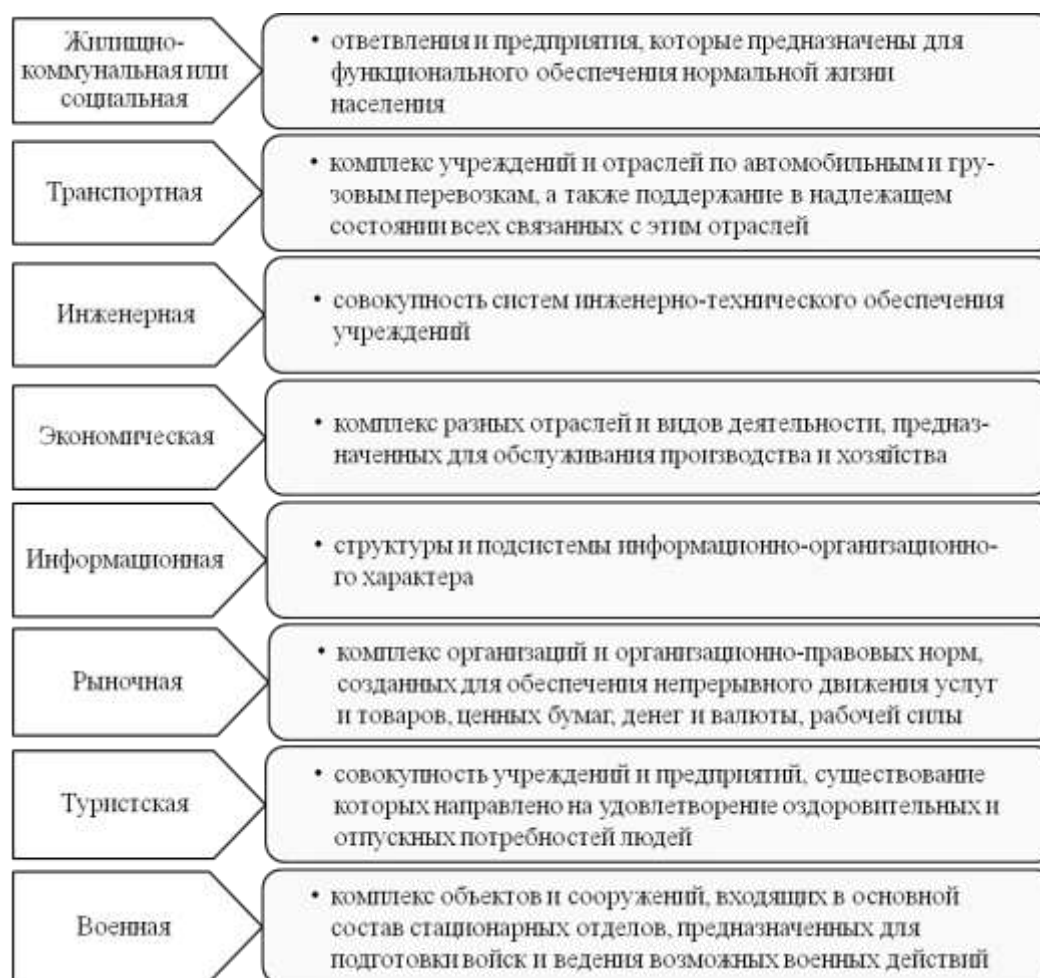 Жилищно-
коммунальная или
социальная
• ответвления и предприятия, которые предназначены для
функционального обеспечения нормальной жизни
населения
Транспортная
• комплекс учреждений и отраслей по автомобильным и гру-
зовым перевозкам, а также поддержание в надлежащем
состоянии всех связанных с этим отраслей
Инженерная
• совокупность систем инженерно-технического обеспечения
учреждений
Экономическая
• комплекс разных отраслей и видов деятельности, предназ-
наченных для обслуживания производства и хозяйства
Информационная
• структуры и подсистемы информационно-организационно-
го характера
Рыночная
• комплекс организаций и организационно-правовых норм,
созданных для обеспечения непрерывного движения услуг
и товаров, ценных бумаг, денег и валюты, рабочей силы
Туристская
• совокупность учреждений и предприятий, существование
которых направлено на удовлетворение оздоровительных и
отпускных потребностей людей
Военная
• комплекс объектов и сооружений, входящих в основной
состав стационарных отделов, предназначенных для
подготовки войск и ведения возможных военных действий